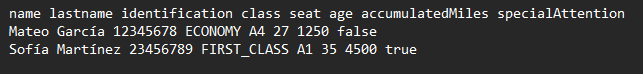 name lastname identification class seat age accumulatedMiles specialAttention
Mateo García 12345678 ECONOMY A4 27 1250 false
Sofía Martínez 23456789 FIRST_CLASS A1 35 4500 true